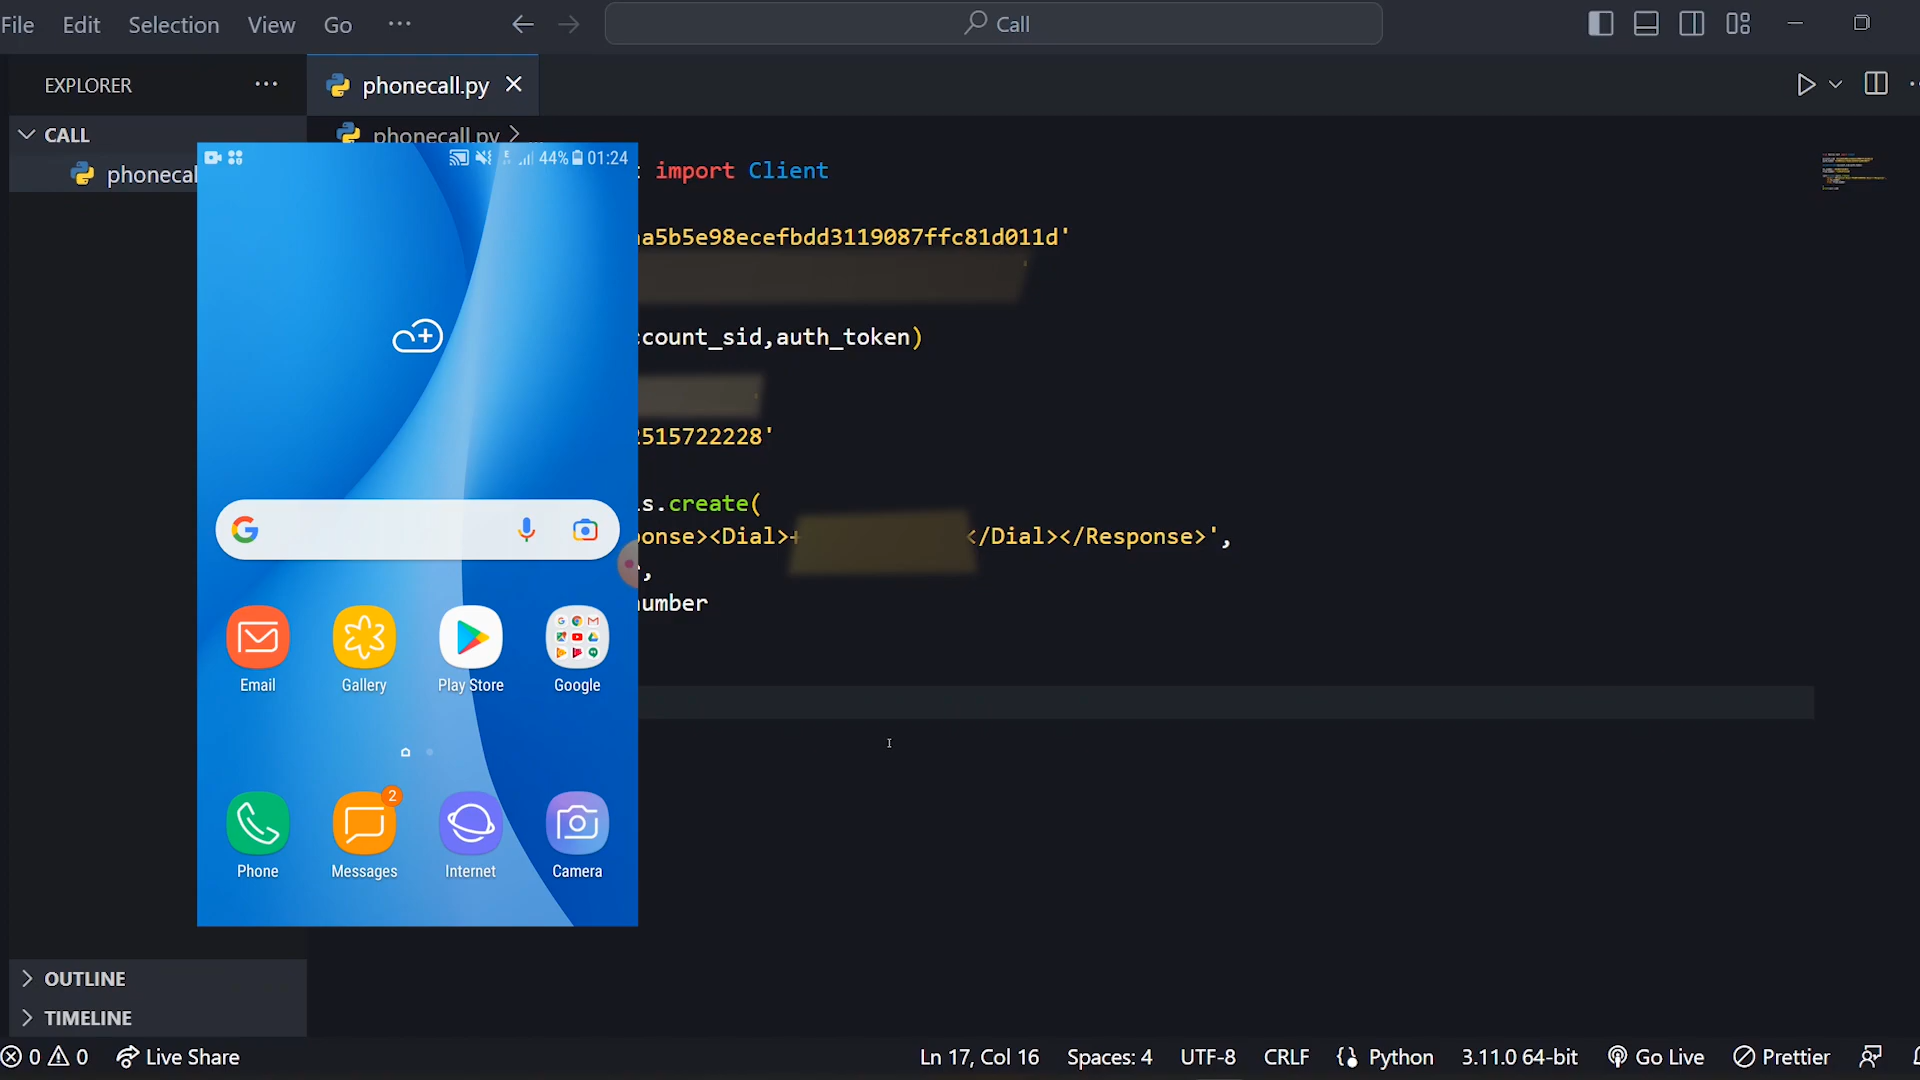 File Edit Selection View Go ··· Call
EXPLORER ···
phonecall.py
CALL
phonecall.py
phonecal
44% 01:24
import Client
a5b5e98ecefbdd3119087ffc81d011d'
count_sid,auth_token)
2515722228'
ls.create(
onse><Dial>+ </Dial></Response>',
,
umber
Email Gallery Play Store Google
2
Phone Messages Internet Camera
OUTLINE
TIMELINE
0 0 Live Share Ln 17, Col 16 Spaces: 4 UTF-8 CRLF Python 3.11.0 64-bit Go Live Prettier